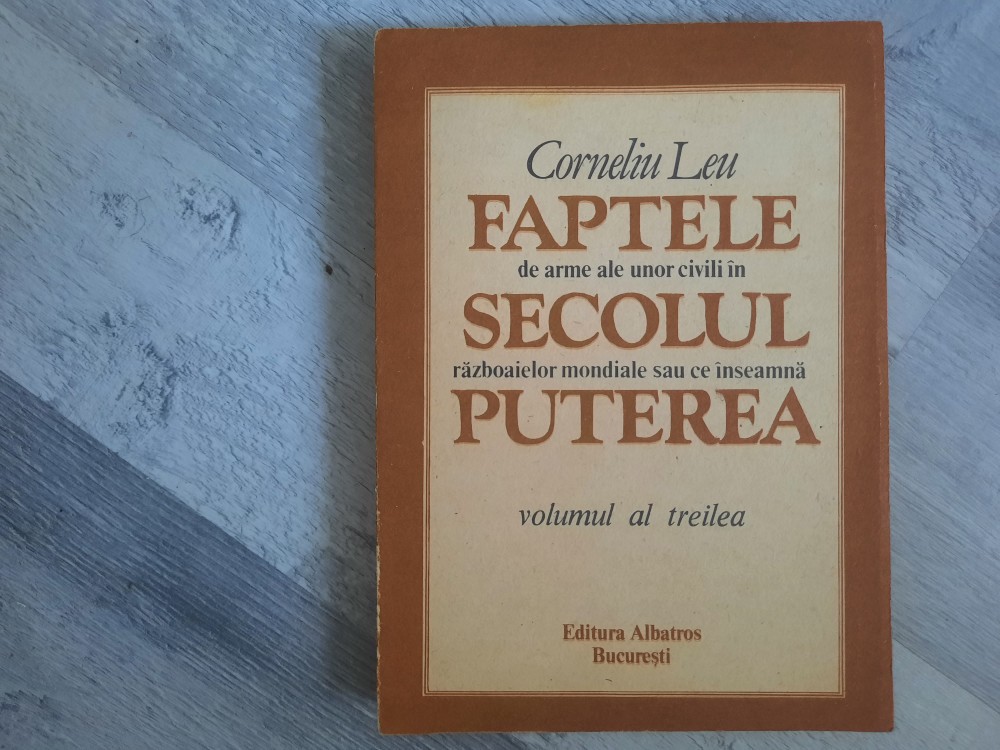 Corneliu Leu
FAPTELE
de arme ale unor civili în
SECOLUL
războaielor mondiale sau ce înseamnă
PUTEREA
volumul al treilea
Editura Albatros
București